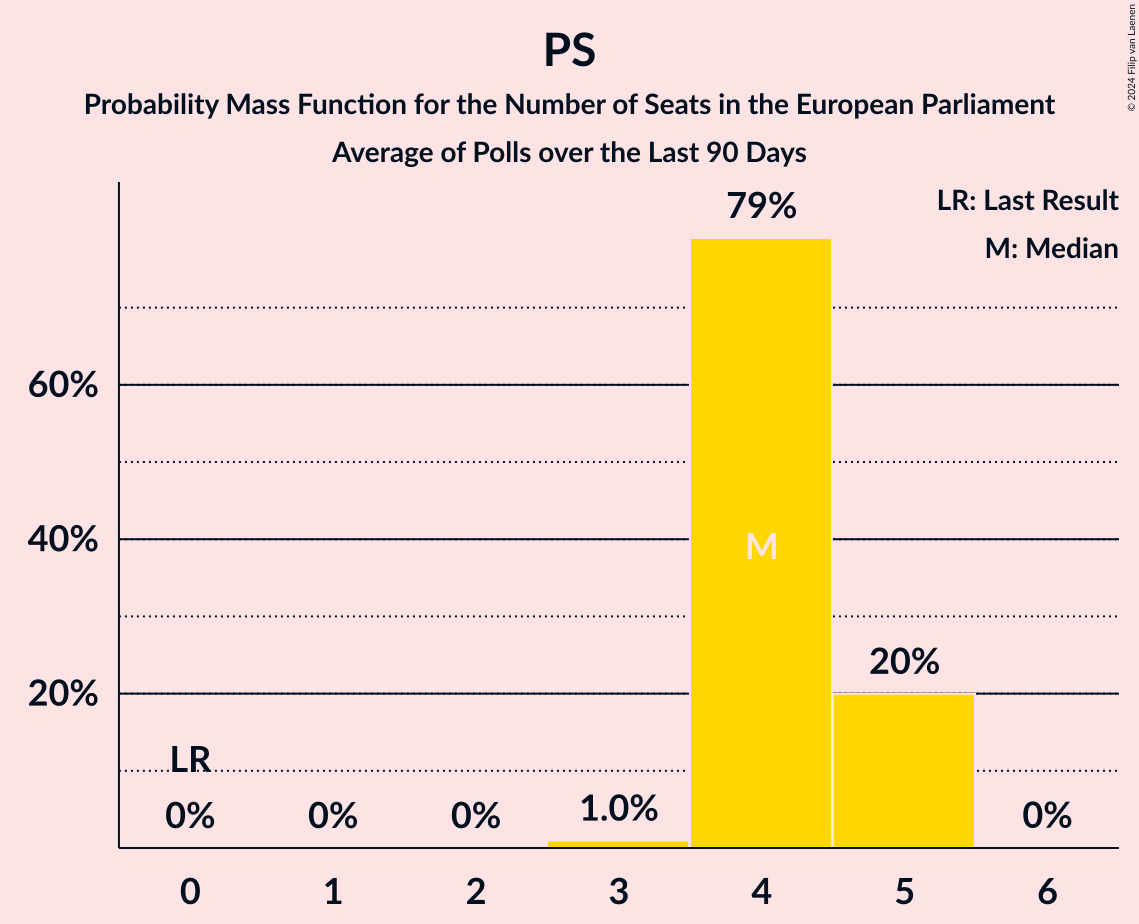 PS
Probability Mass Function for the Number of Seats in the European Parliament
Average of Polls over the Last 90 Days
© 2024 Filip van Laenen
LR: Last Result
M: Median
79%
60%
40%
M
20%
20%
LR
0%
0%
0%
1.0%
0%
0
1
2
3
4
5
6